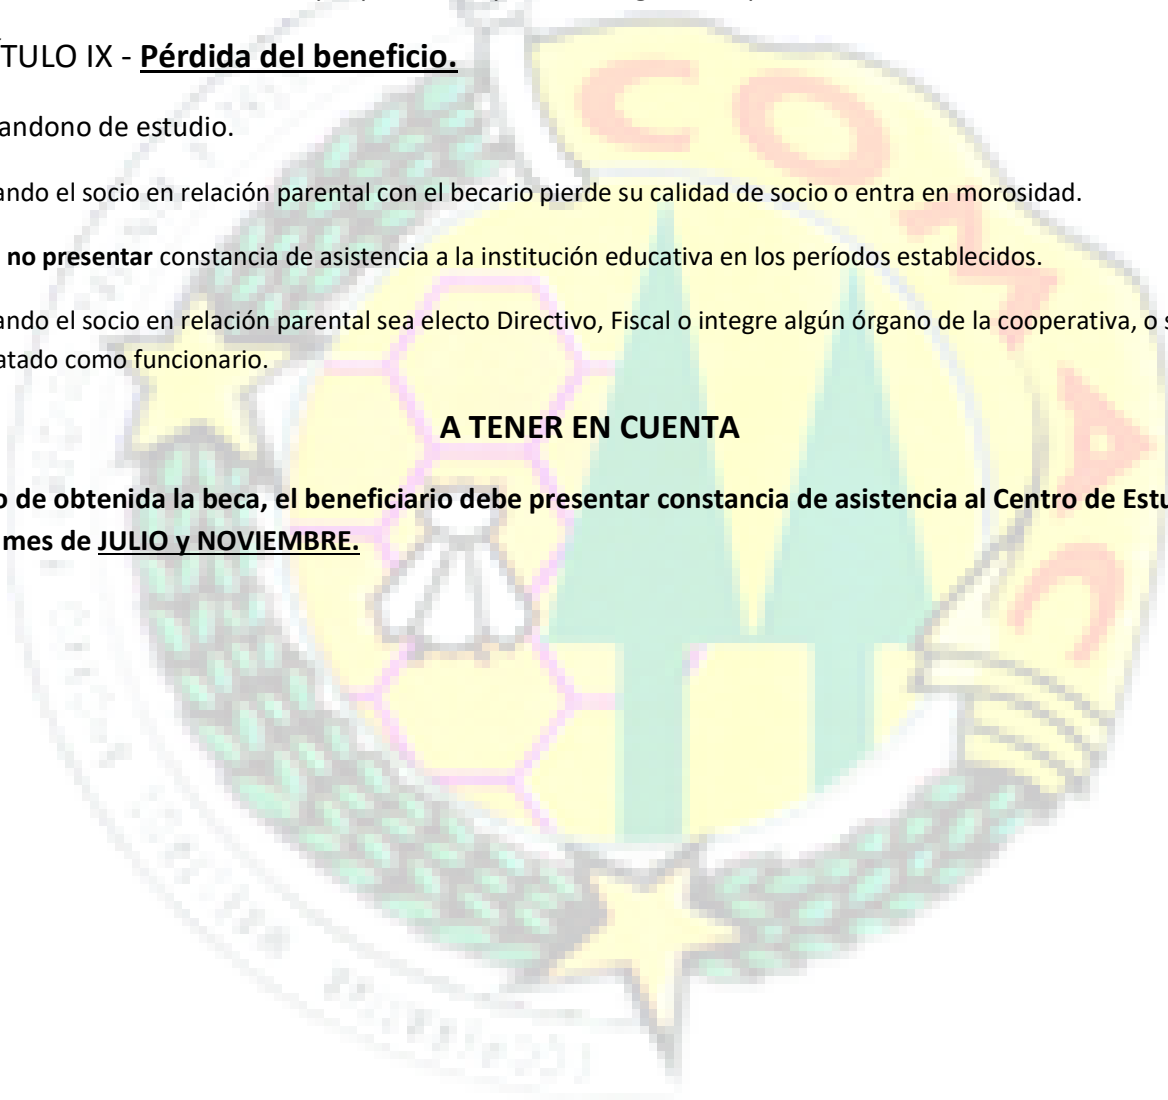 ÍTULO IX - Pérdida del beneficio.
andono de estudio.
ando el socio en relación parental con el becario pierde su calidad de socio o entra en morosidad.
no presentar constancia de asistencia a la institución educativa en los períodos establecidos.
ando el socio en relación parental sea electo Directivo, Fiscal o integre algún órgano de la cooperativa, o s
atado como funcionario.
A TENER EN CUENTA
o de obtenida la beca, el beneficiario debe presentar constancia de asistencia al Centro de Estu
mes de JULIO y NOVIEMBRE.
COMAC